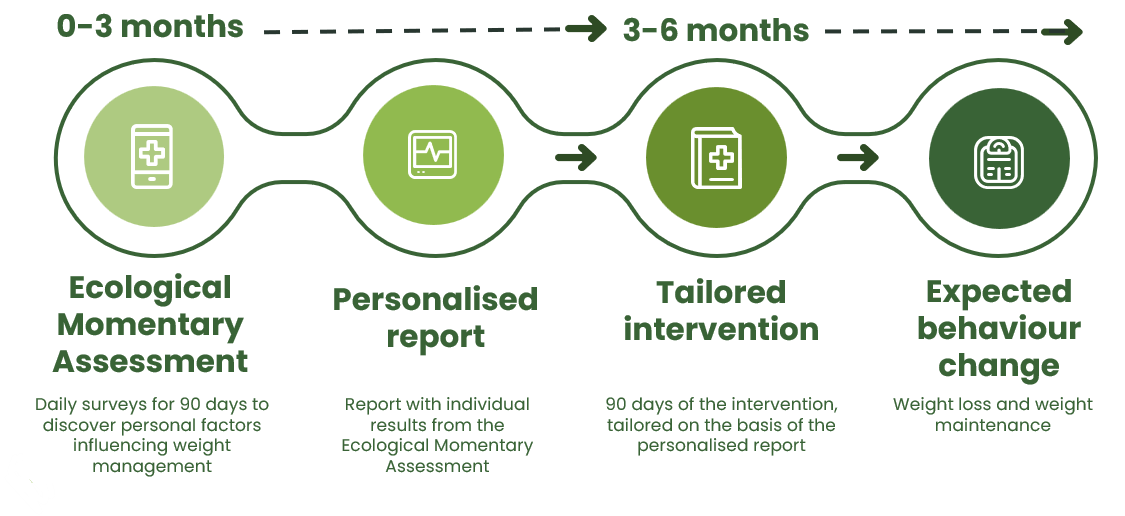 0-3 months
3-6 months
Ecological
Momentary
Assessment
Daily surveys for 90 days to
discover personal factors
influencing weight
management
Personalised
report
Report with individual
results from the
Ecological Momentary
Assessment
Tailored
intervention
90 days of the intervention,
tailored on the basis of the
personalised report
Expected
behaviour
change
Weight loss and weight
maintenance